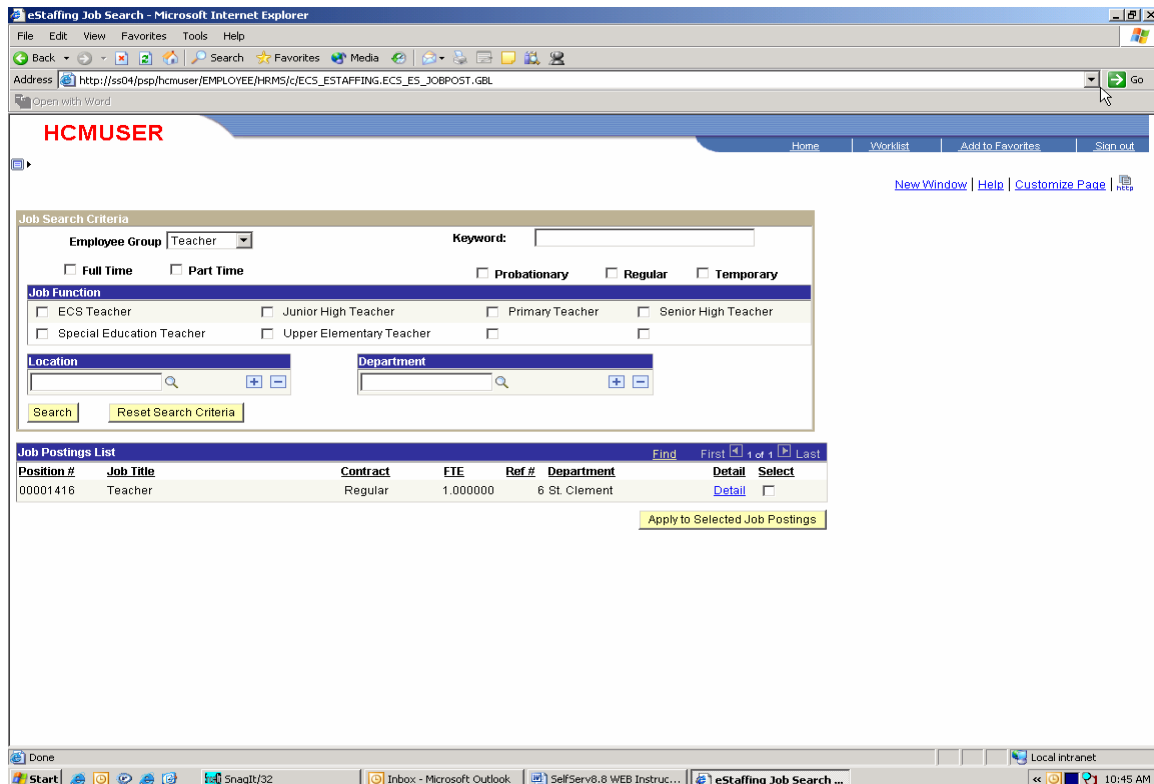 eStaffing Job Search - Microsoft Internet Explorer
File Edit View Favorites Tools Help
Back Search Favorites Media
Address http://ss04/psp/hcmuser/EMPLOYEE/HRMS/c/ECS_ESTAFFING.ECS_ES_JOBPOST.GBL Go
Open with Word
HCMUSER
Home Worklist Add to Favorites Sign out
New Window | Help | Customize Page | http
Job Search Criteria
Employee Group Teacher Keyword:
Full Time Part Time Probationary Regular Temporary
Job Function
ECS Teacher Junior High Teacher Primary Teacher Senior High Teacher
Special Education Teacher Upper Elementary Teacher
Location Department
Search Reset Search Criteria
Job Postings List Find First 1 of 1 Last
Position # Job Title Contract FTE Ref # Department Detail Select
00001416 Teacher Regular 1.000000 6 St. Clement Detail
Apply to Selected Job Postings
Done Local intranet
Start SnagIt/32 Inbox - Microsoft Outlook SelfServ8.8 WEB Instruc... eStaffing Job Search ... 10:45 AM